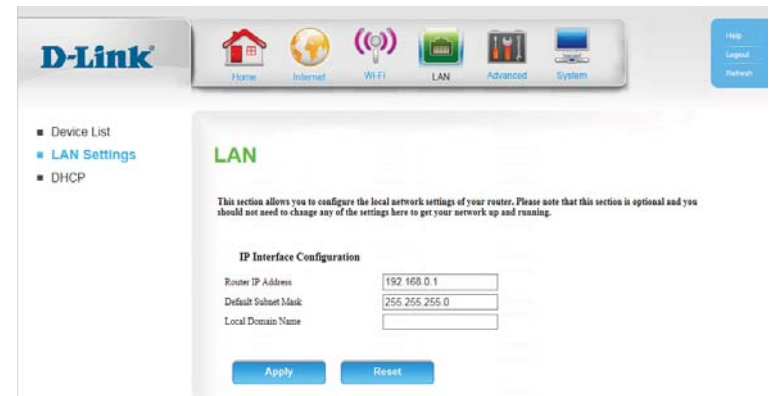 D-Link
Home Internet Wi-Fi LAN Advanced System
Help
Logout
Refresh
Device List
LAN Settings
DHCP
LAN
This section allows you to configure the local network settings of your router. Please note that this section is optional and you
should not need to change any of the settings here to get your network up and running.
IP Interface Configuration
Router IP Address 192.168.0.1
Default Subnet Mask 255.255.255.0
Local Domain Name
Apply Reset